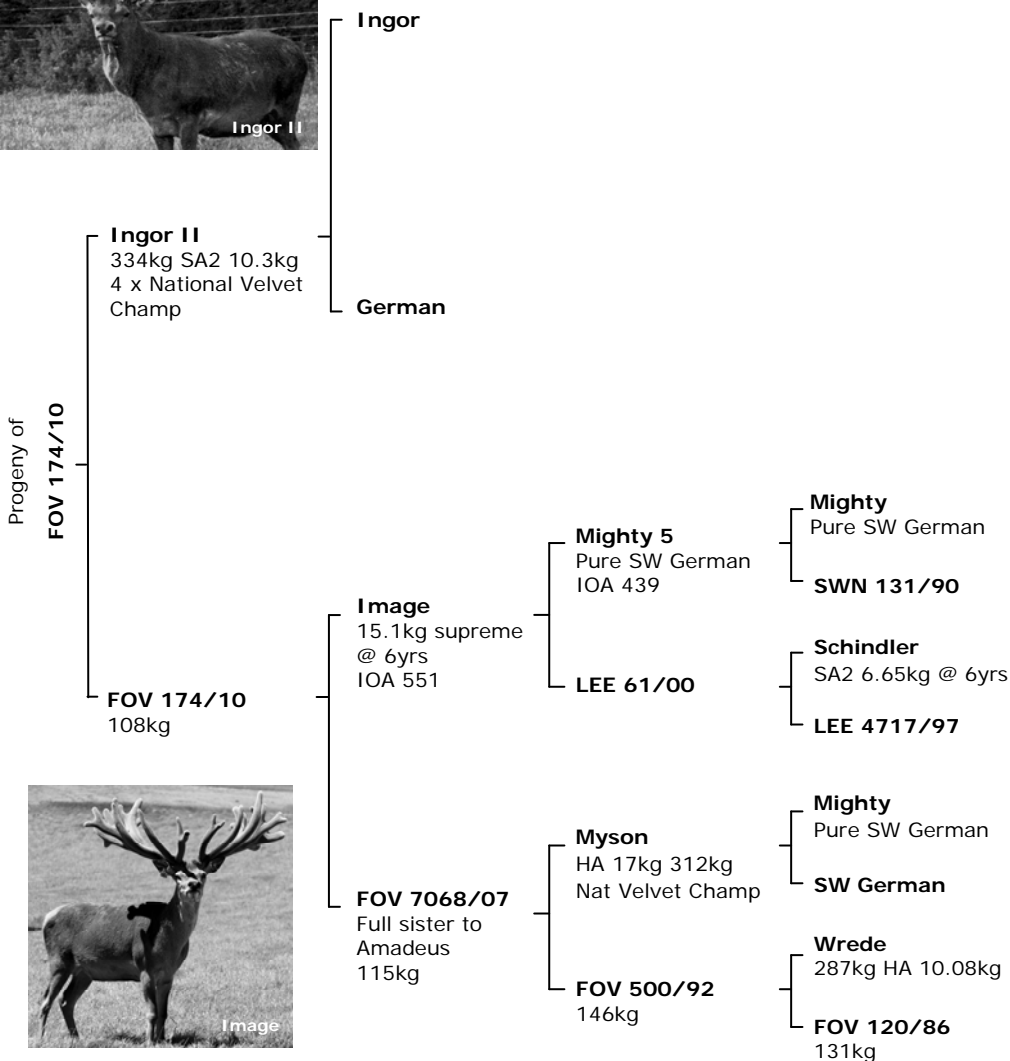 Ingor II
Ingor
Ingor II
334kg SA2 10.3kg
4 x National Velvet
Champ
German
Progeny of
FOV 174/10
FOV 174/10
108kg
Image
15.1kg supreme
@ 6yrs
IOA 551
Mighty 5
Pure SW German
IOA 439
Mighty
Pure SW German
SWN 131/90
LEE 61/00
Schindler
SA2 6.65kg @ 6yrs
LEE 4717/97
FOV 7068/07
Full sister to
Amadeus
115kg
Myson
HA 17kg 312kg
Nat Velvet Champ
Mighty
Pure SW German
SW German
FOV 500/92
146kg
Wrede
287kg HA 10.08kg
FOV 120/86
131kg
Image